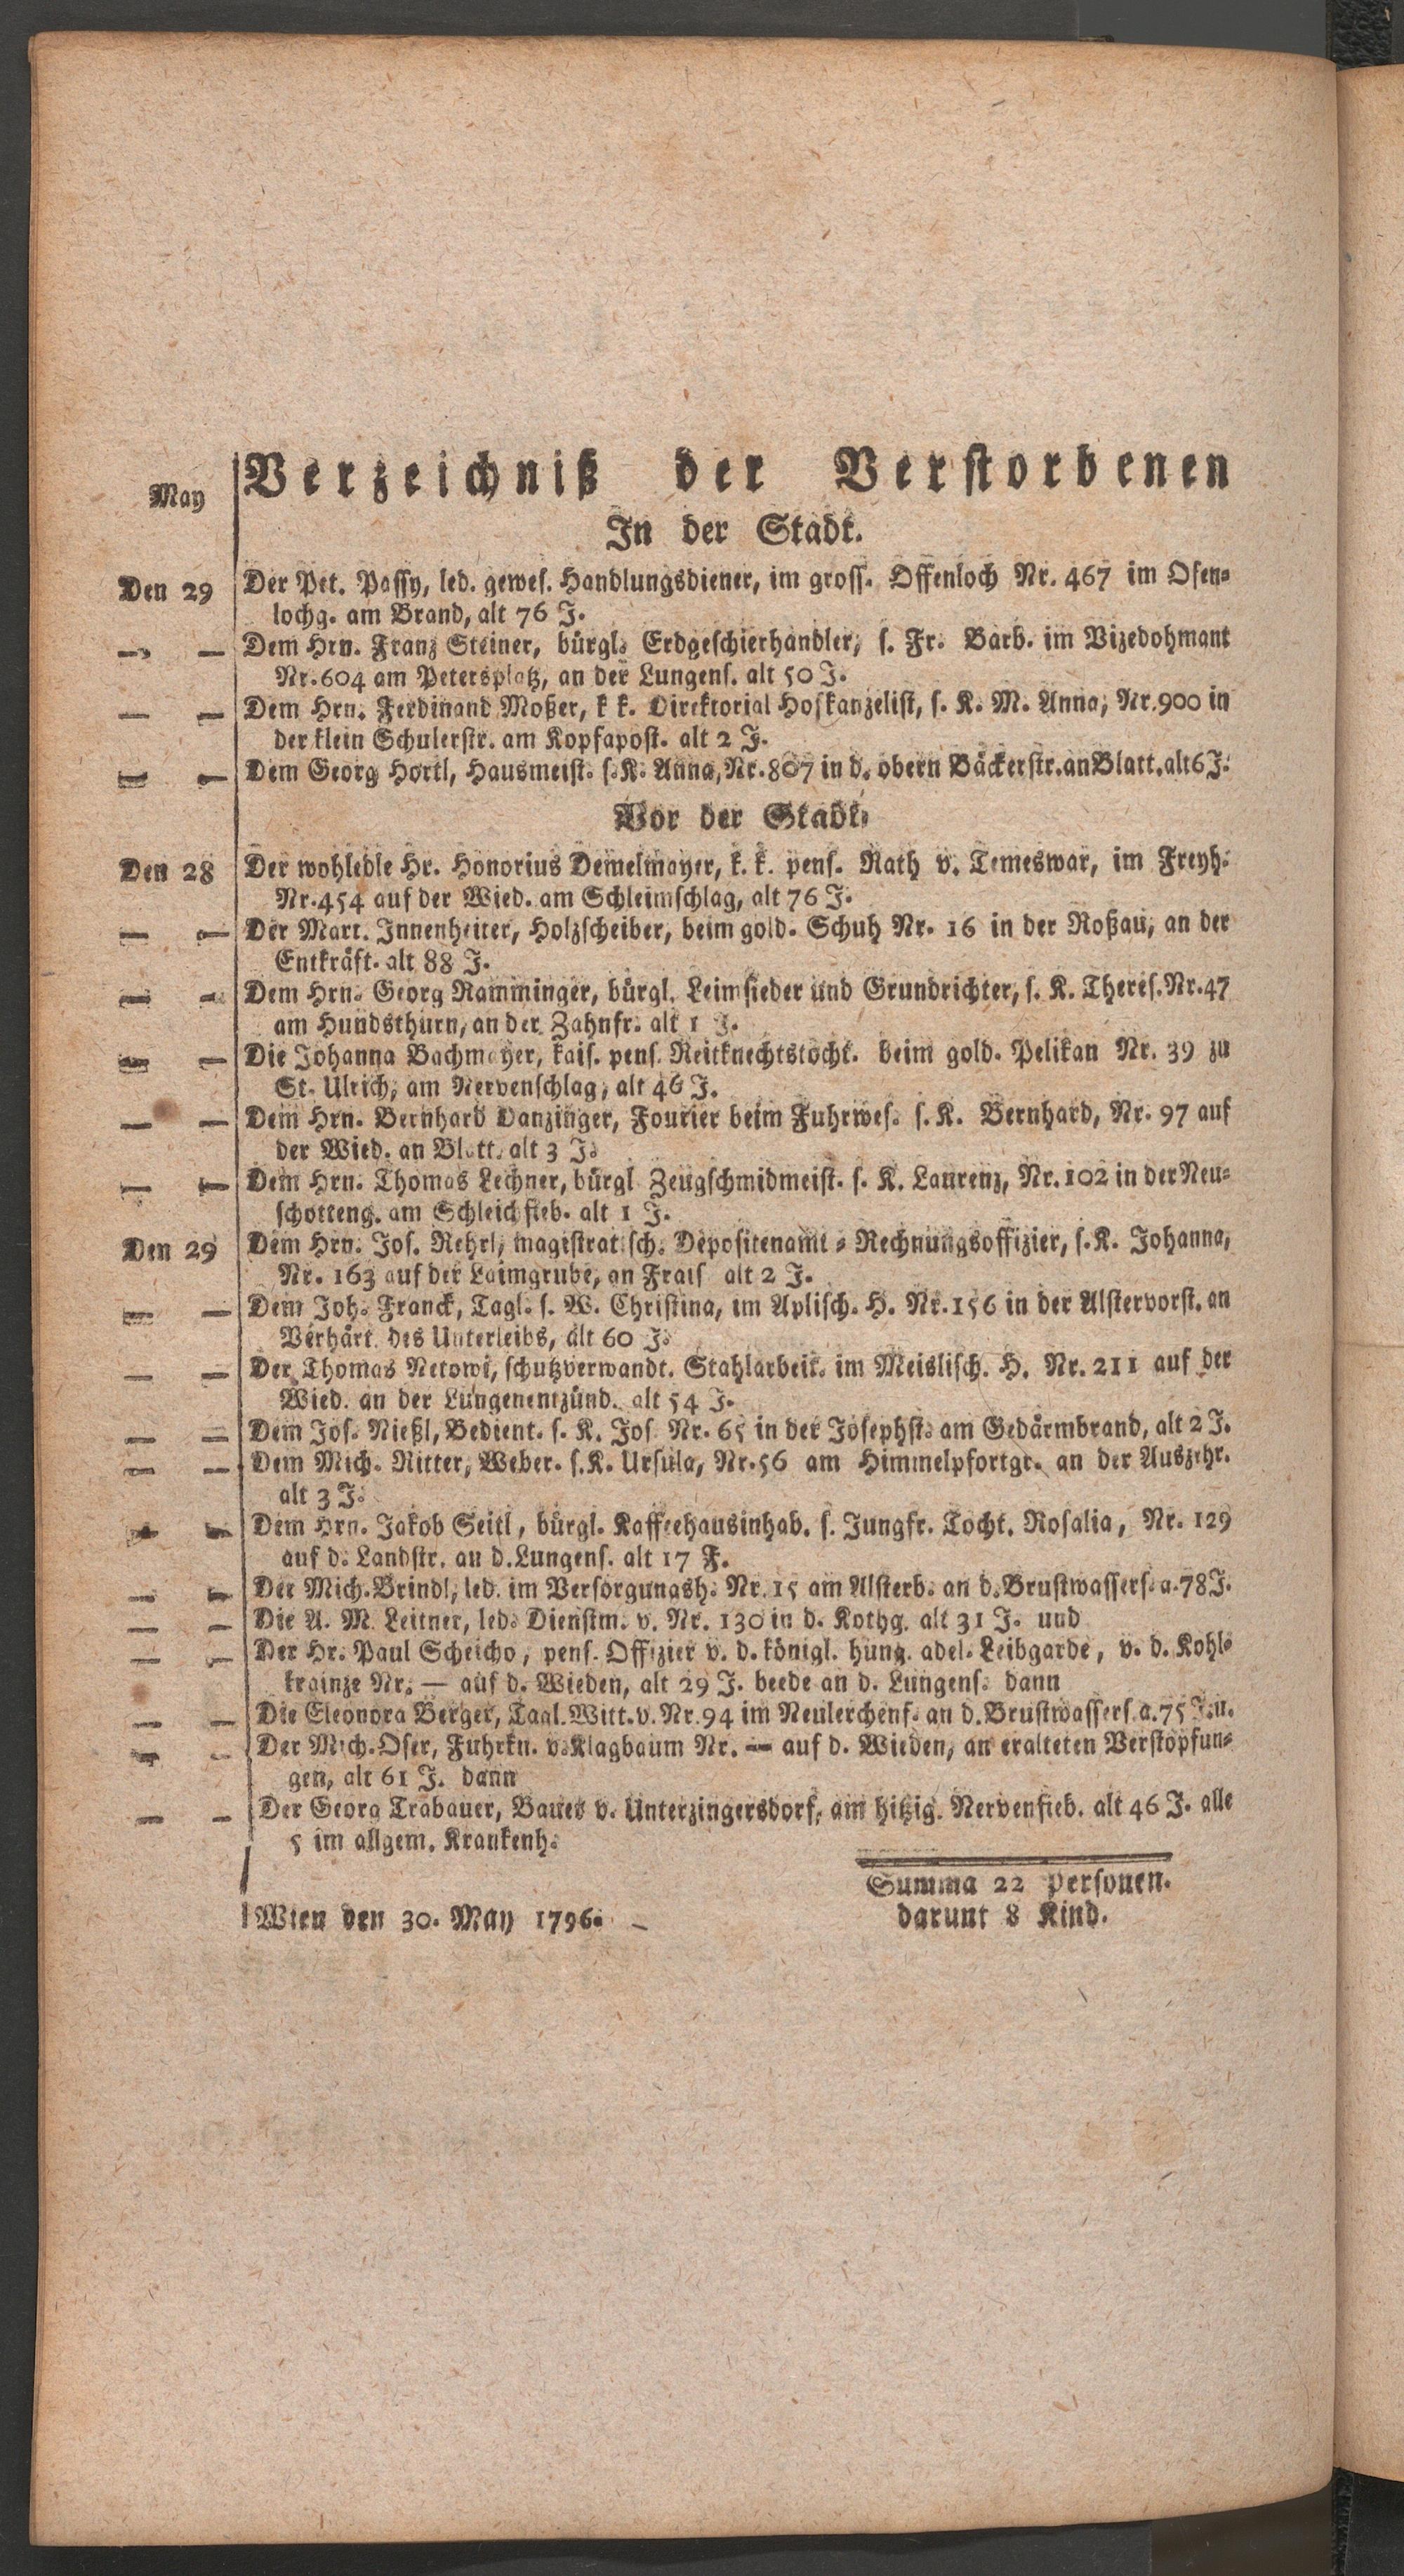 May Verzeichniß der Verstorbenen
In der Stadt.
Den 29 Der Pet. Passy, led. gewes. Handlungsdiener, im gross. Offenloch Nr. 467 im Ofen-
lochg. am Brand, alt 76 J.
— — Dem Hrn. Franz Steiner, bürgl. Erdgeschierhandler, s. Fr. Barb. im Vizedohmant
Nr. 604 am Petersplatz, an der Lungens. alt 50 J.
— — Dem Hrn. Ferdinand Moßer, k k. Direktorial Hofkanzelist, s. K. M. Anna, Nr. 900 in
der klein Schulerstr. am Kopfapost. alt 2 J.
— — Dem Georg Hortl, Hausmeist. s. K. Anna, Nr. 807 in d. obern Bäckerstr. an Blatt. alt 6 J.
Vor der Stadt.
Den 28 Der wohledle Hr. Honorius Demelmayer, k. k. pens. Rath v. Temeswar, im Freyh.
Nr. 454 auf der Wied. am Schleimschlag, alt 76 J.
— — Der Mart. Innenheiter, Holzscheiber, beim gold. Schuh Nr. 16 in der Roßau, an der
Entkräft. alt 88 J.
— — Dem Hrn. Georg Ramminger, bürgl. Leimsieder und Grundrichter, s. K. Theres. Nr. 47
am Hundsthurn, an der Zahnfr. alt 1 J.
— — Die Johanna Bachmayer, kais. pens. Reitknechtstocht. beim gold. Pelikan Nr. 39 zu
St. Ulrich, am Nervenschlag, alt 46 J.
— — Dem Hrn. Bernhard Danzinger, Fourier beim Fuhrwes. s. K. Bernhard, Nr. 97 auf
der Wied. an Blatt. alt 3 J.
— — Dem Hrn. Thomas Lechner, bürgl Zeugschmidmeist. s. K. Laurenz, Nr. 102 in der Neu-
schotteng. am Schleichfieb. alt 1 J.
Den 29 Dem Hrn. Jos. Rehrl, magistratisch. Depositenamt-Rechnungsoffizier, s. K. Johanna,
Nr. 163 auf der Laimgrube, an Frais alt 2 J.
— — Dem Joh. Franck, Tagl. s. W. Christina, im Aplisch. H. Nr. 156 in der Alstervorst. an
Verhärt. des Unterleibs, alt 60 J.
— — Der Thomas Netowi, schutzverwandt. Stahlarbeit. im Meislisch. H. Nr. 211 auf der
Wied. an der Lungenentzünd. alt 54 J.
— — Dem Jos. Nießl, Bedient. s. K. Jos. Nr. 65 in der Josephst. am Gedärmbrand, alt 2 J.
— — Dem Mich. Ritter, Weber. s. K. Ursula, Nr. 56 am Himmelpfortgr. an der Auszehr.
alt 3 J.
— — Dem Hrn. Jakob Seitl, bürgl. Kaffeehausinhab. s. Jungfr. Tocht. Rosalia, Nr. 129
auf d. Landstr. an d. Lungens. alt 17 F.
— — Der Mich. Brindl, led. im Versorgungsh. Nr. 15 am Alsterb. an d. Brustwassers. a. 78 J.
— — Die A. M. Leitner, led. Dienstm. v. Nr. 130 in d. Kothg. alt 31 J. und
— — Der Hr. Paul Scheicho, pens. Offizier v. d. königl. hung. adel. Leibgarde, v. d. Kohl-
krainze Nr. — auf d. Wieden, alt 29 J. beede an d. Lungens. dann
— — Die Eleonora Berger, Tagl. Witt. v. Nr. 94 im Neulerchenf. an d. Brustwassers. a. 75 J. u.
— — Der Mich. Oser, Fuhrkn. v. Klagbaum Nr. — auf d. Wieden, an eralteten Verstopfun-
gen, alt 61 J. dann
— — Der Georg Trabauer, Bauer v. Unterzingersdorf, am hitzig. Nervenfieb. alt 46 J. alle
5 im allgem. Krankenh.
Summa 22 Personen.
Wien den 30. May 1796. darunt 8 Kind.